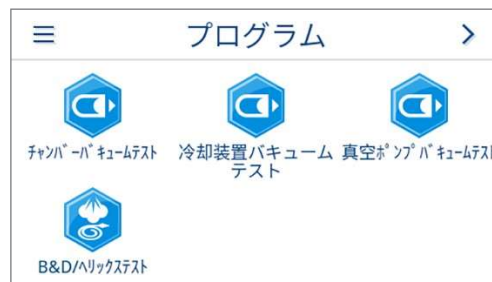 プログラム
ﾁｬﾝﾊﾞｰﾊﾞｷｭｰﾑﾃｽﾄ
冷却装置バキューム
テスト
真空ﾎﾟﾝﾌﾟﾊﾞｷｭｰﾑﾃｽﾄ
B&D/ﾍﾘｯｸｽﾃｽﾄ